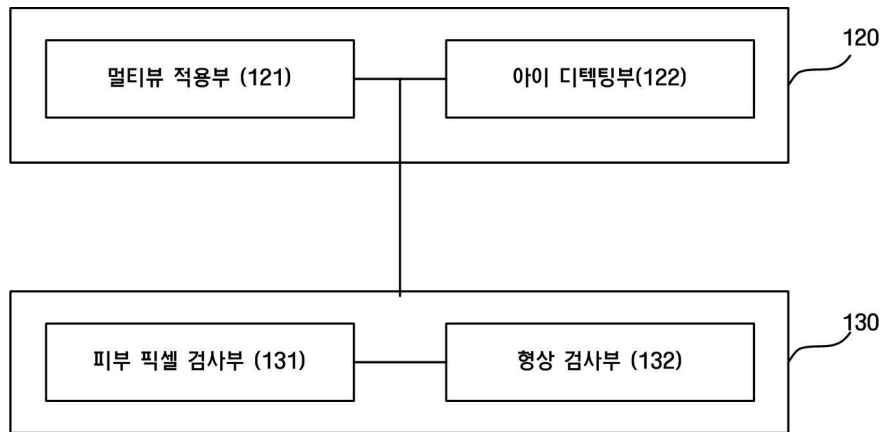 120
멀티뷰 적용부 (121)
아이 디텍팅부(122)
130
피부 픽셀 검사부 (131)
형상 검사부 (132)